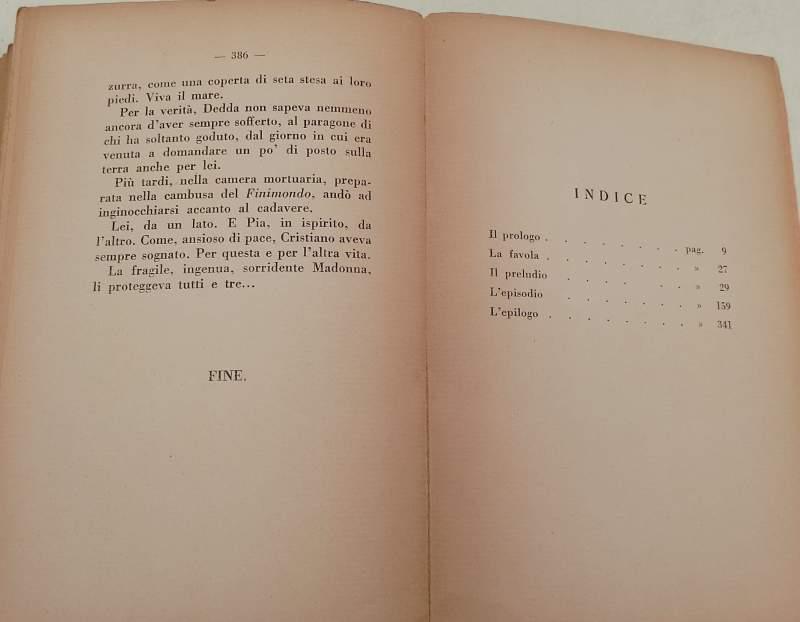 — 386 —
zurra, come una coperta di seta stesa ai loro
piedi. Viva il mare.
Per la verità, Dedda non sapeva nemmeno
ancora d'aver sempre sofferto, al paragone di
chi ha soltanto goduto, dal giorno in cui era
venuta a domandare un po' di posto sulla
terra anche per lei.
Più tardi, nella camera mortuaria, prepa-
rata nella cambusa del Finimondo, andò ad
inginocchiarsi accanto al cadavere.
Lei, da un lato. E Pia, in ispirito, da
l'altro. Come, ansioso di pace, Cristiano aveva
sempre sognato. Per questa e per l'altra vita.
La fragile, ingenua, sorridente Madonna,
li proteggeva tutti e tre...
FINE.
INDICE
Il prologo . . . . . . . . pag. 9
La favola . . . . . . . . » 27
Il preludio . . . . . . » 29
L'episodio . . . . . . . » 159
L'epilogo . . . . . . . . » 341